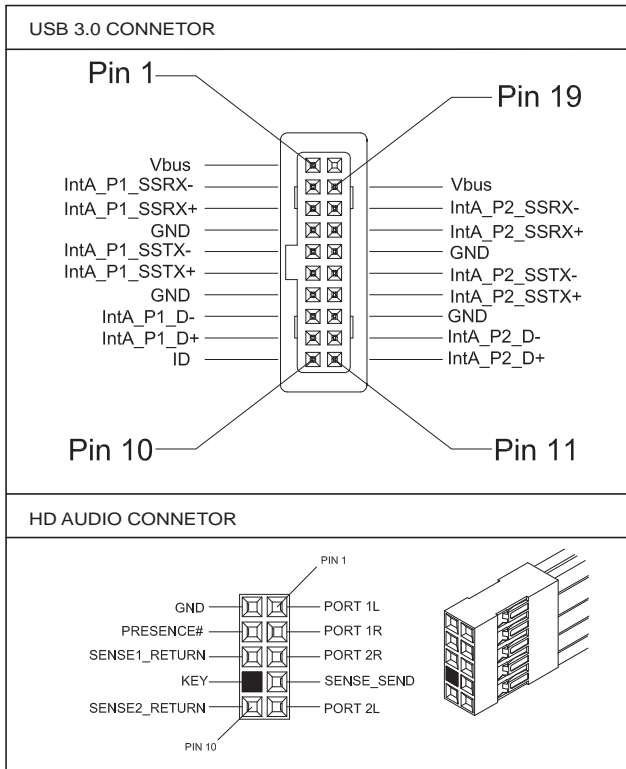 USB 3.0 CONNETOR
Pin 1
Pin 19
Vbus
IntA_P1_SSRX-
IntA_P1_SSRX+
GND
IntA_P1_SSTX-
IntA_P1_SSTX+
GND
IntA_P1_D-
IntA_P1_D+
ID
Vbus
IntA_P2_SSRX-
IntA_P2_SSRX+
GND
IntA_P2_SSTX-
IntA_P2_SSTX+
GND
IntA_P2_D-
IntA_P2_D+
Pin 10
Pin 11
HD AUDIO CONNETOR
PIN 1
GND
PRESENCE#
SENSE1_RETURN
KEY
SENSE2_RETURN
PORT 1L
PORT 1R
PORT 2R
SENSE_SEND
PORT 2L
PIN 10